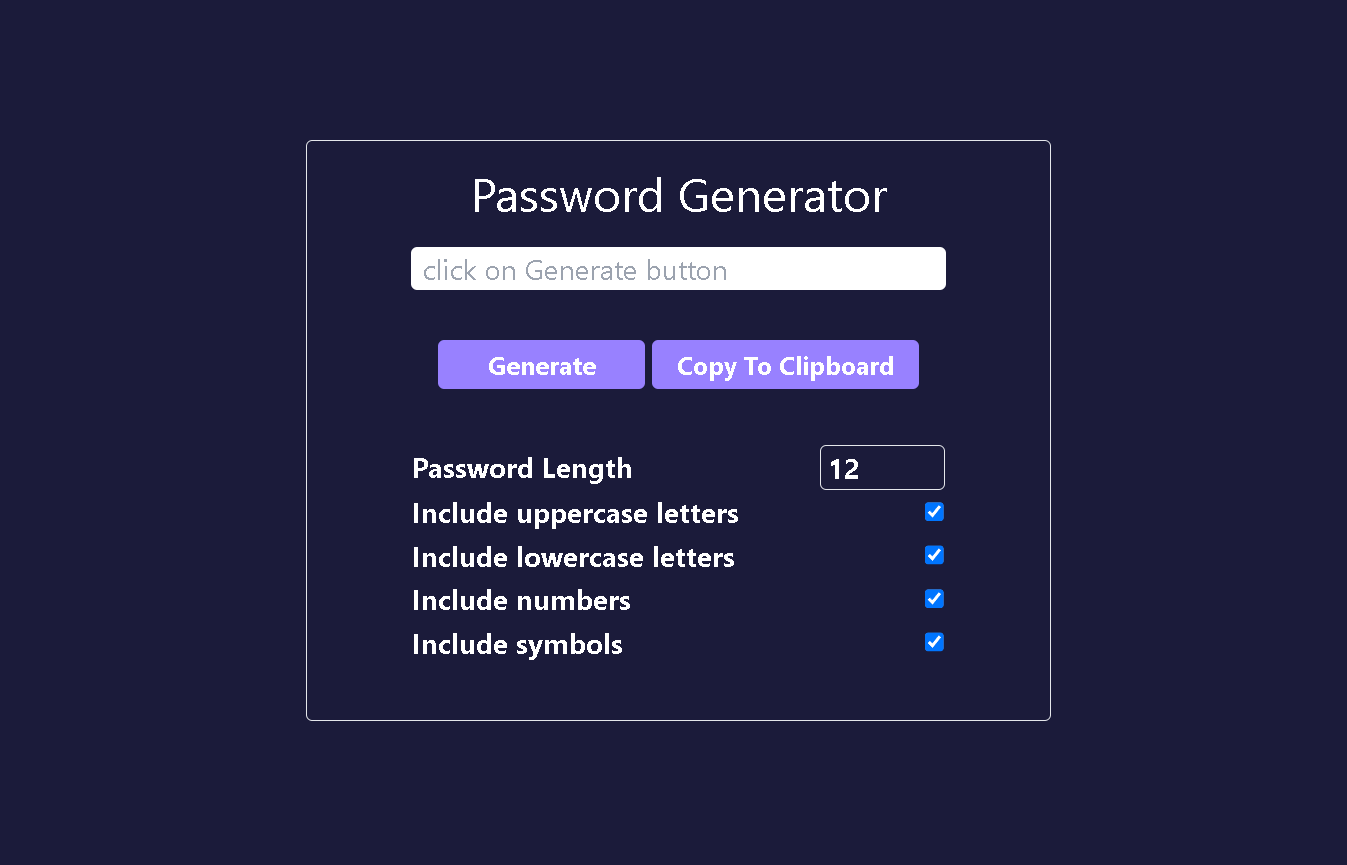 Password Generator
click on Generate button
Generate Copy To Clipboard
Password Length 12
Include uppercase letters
Include lowercase letters
Include numbers
Include symbols